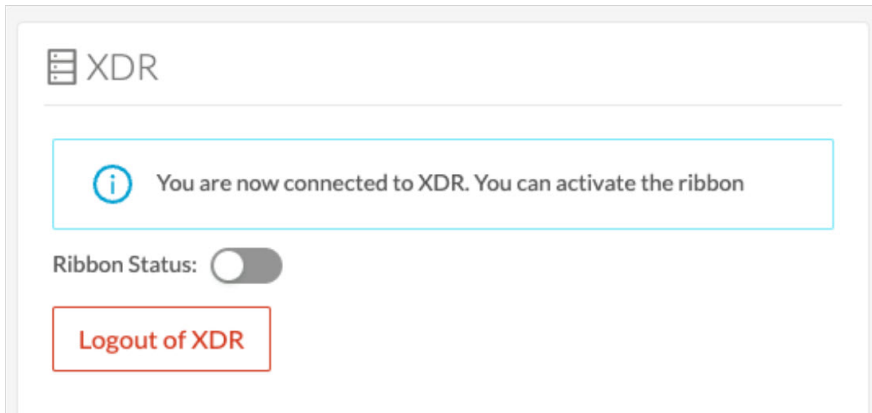 XDR
You are now connected to XDR. You can activate the ribbon
Ribbon Status:
Logout of XDR